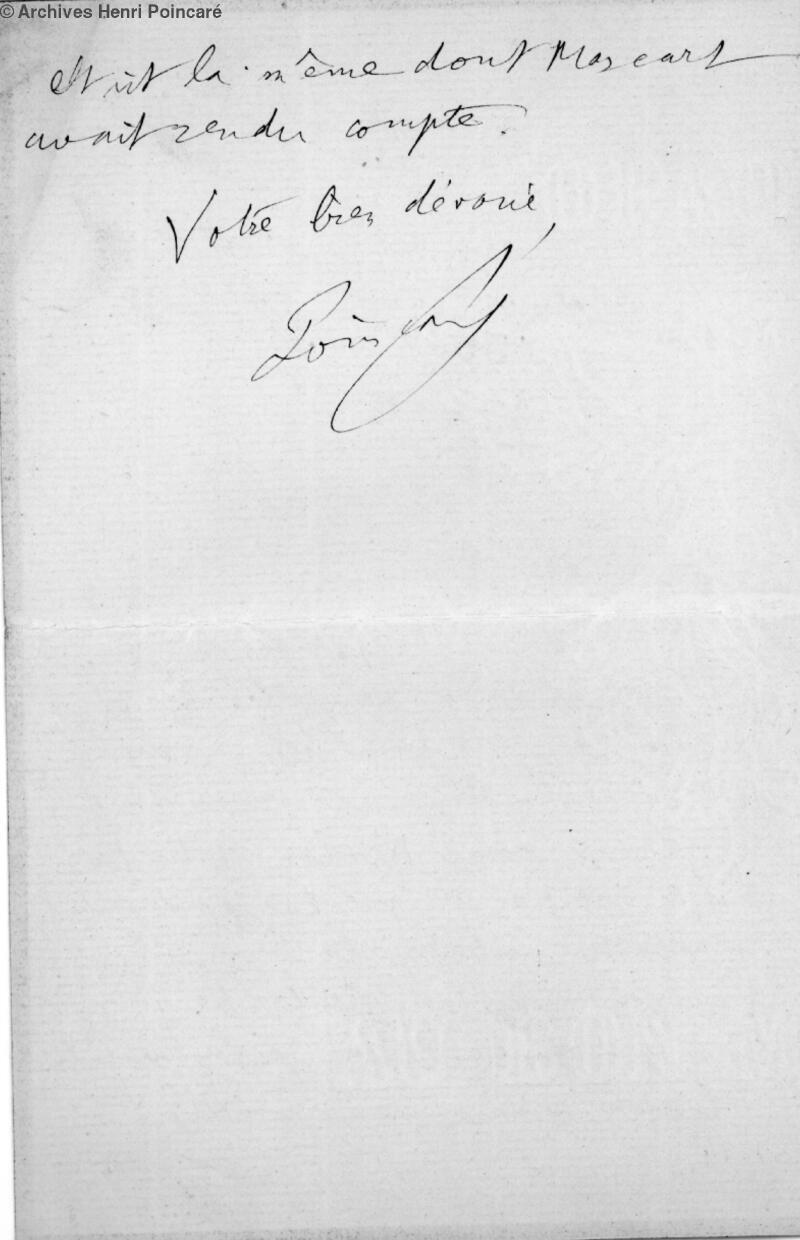 © Archives Henri Poincaré
était la même dont Mascart
avait rendu compte.
Votre bien dévoué,
Poincaré